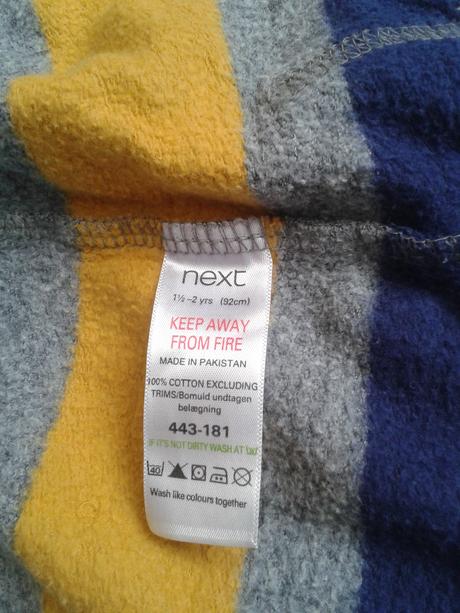 next
1½-2 yrs (92cm)
KEEP AWAY
FROM FIRE
MADE IN PAKISTAN
100% COTTON EXCLUDING
TRIMS/Bomuld undtagen
belægning
443-181
IF IT'S NOT DIRTY WASH AT 30°
40
Wash like colours together